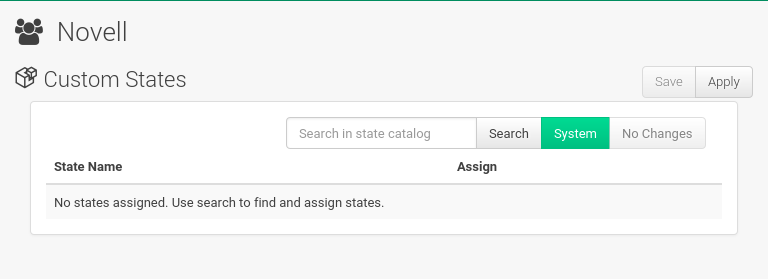 Novell
Custom States
Save Apply
Search in state catalog Search System No Changes
State Name Assign
No states assigned. Use search to find and assign states.